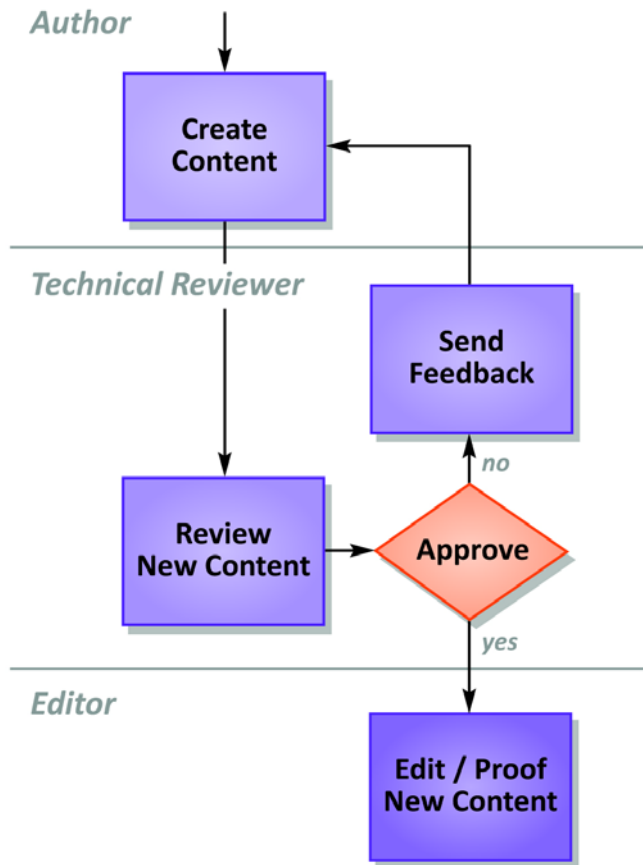 Author
Create
Content
Technical Reviewer
Send
Feedback
no
Review
New Content
Approve
yes
Editor
Edit / Proof
New Content